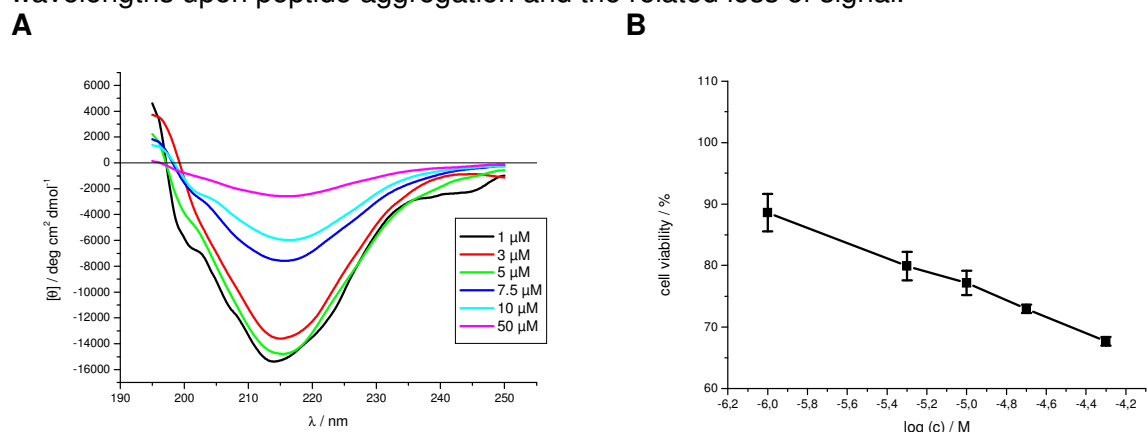 wavelengths upon peptide aggregation and the related loss of signal.
A
B
6000
4000
2000
0
-2000
-4000
-6000
-8000
-10000
-12000
-14000
-16000
[θ] / deg cm² dmol⁻¹
190 200 210 220 230 240 250
λ / nm
1 µM
3 µM
5 µM
7.5 µM
10 µM
50 µM
110
100
90
80
70
60
cell viability / %
-6,2 -6,0 -5,8 -5,6 -5,4 -5,2 -5,0 -4,8 -4,6 -4,4 -4,2
log (c) / M